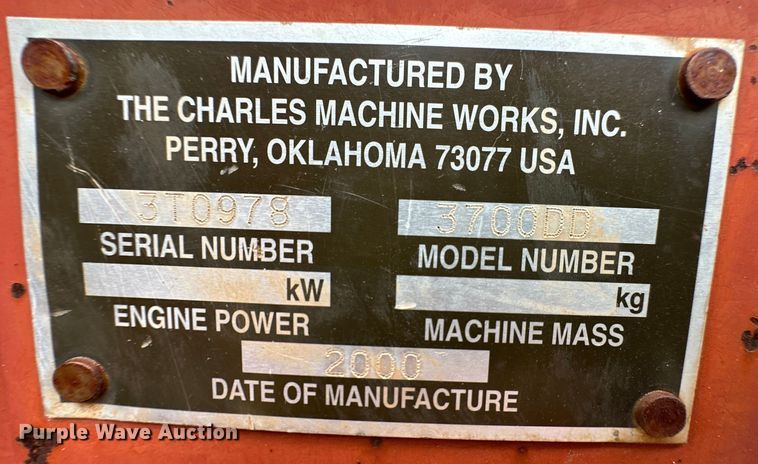 MANUFACTURED BY
THE CHARLES MACHINE WORKS, INC.
PERRY, OKLAHOMA 73077 USA
3T0978 3700DD
SERIAL NUMBER MODEL NUMBER
kW kg
ENGINE POWER MACHINE MASS
2000
DATE OF MANUFACTURE
Purple Wave Auction